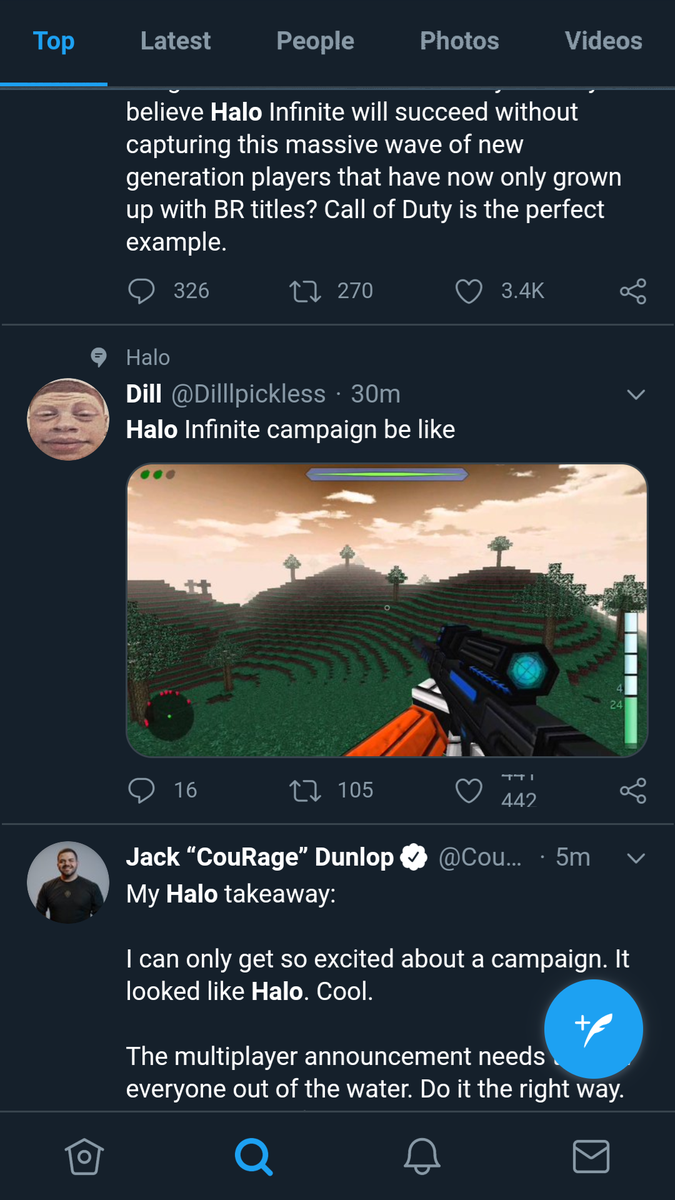 Top Latest People Photos Videos
believe Halo Infinite will succeed without
capturing this massive wave of new
generation players that have now only grown
up with BR titles? Call of Duty is the perfect
example.
326 270 3.4K
Halo
Dill @Dilllpickless · 30m
Halo Infinite campaign be like
4
24
16 105 441
442
Jack “CouRage” Dunlop @Cou... · 5m
My Halo takeaway:
I can only get so excited about a campaign. It
looked like Halo. Cool.
The multiplayer announcement needs
everyone out of the water. Do it the right way.